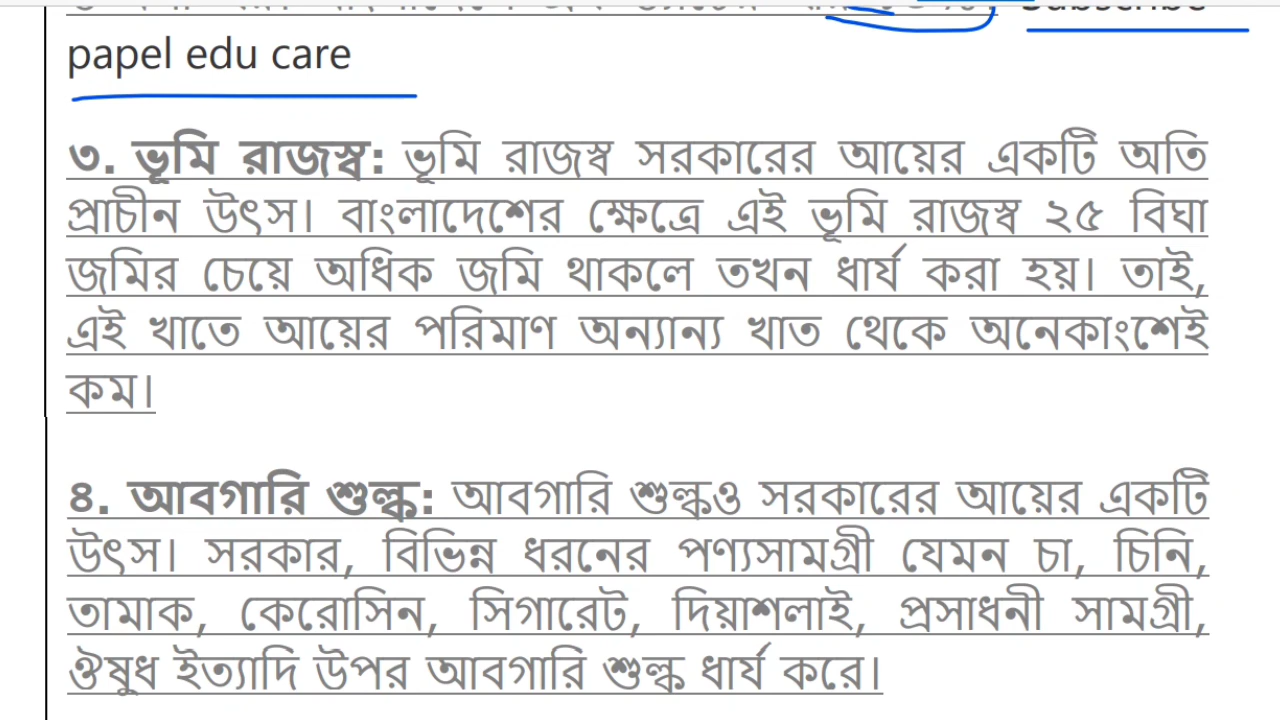 Subscribe
papel edu care
৩. ভূমি রাজস্ব: ভূমি রাজস্ব সরকারের আয়ের একটি অতি
প্রাচীন উৎস। বাংলাদেশের ক্ষেত্রে এই ভূমি রাজস্ব ২৫ বিঘা
জমির চেয়ে অধিক জমি থাকলে তখন ধার্য করা হয়। তাই,
এই খাতে আয়ের পরিমাণ অন্যান্য খাত থেকে অনেকাংশেই
কম।
৪. আবগারি শুল্ক: আবগারি শুল্কও সরকারের আয়ের একটি
উৎস। সরকার, বিভিন্ন ধরনের পণ্যসামগ্রী যেমন চা, চিনি,
তামাক, কেরোসিন, সিগারেট, দিয়াশলাই, প্রসাধনী সামগ্রী,
ঔষুধ ইত্যাদি উপর আবগারি শুল্ক ধার্য করে।